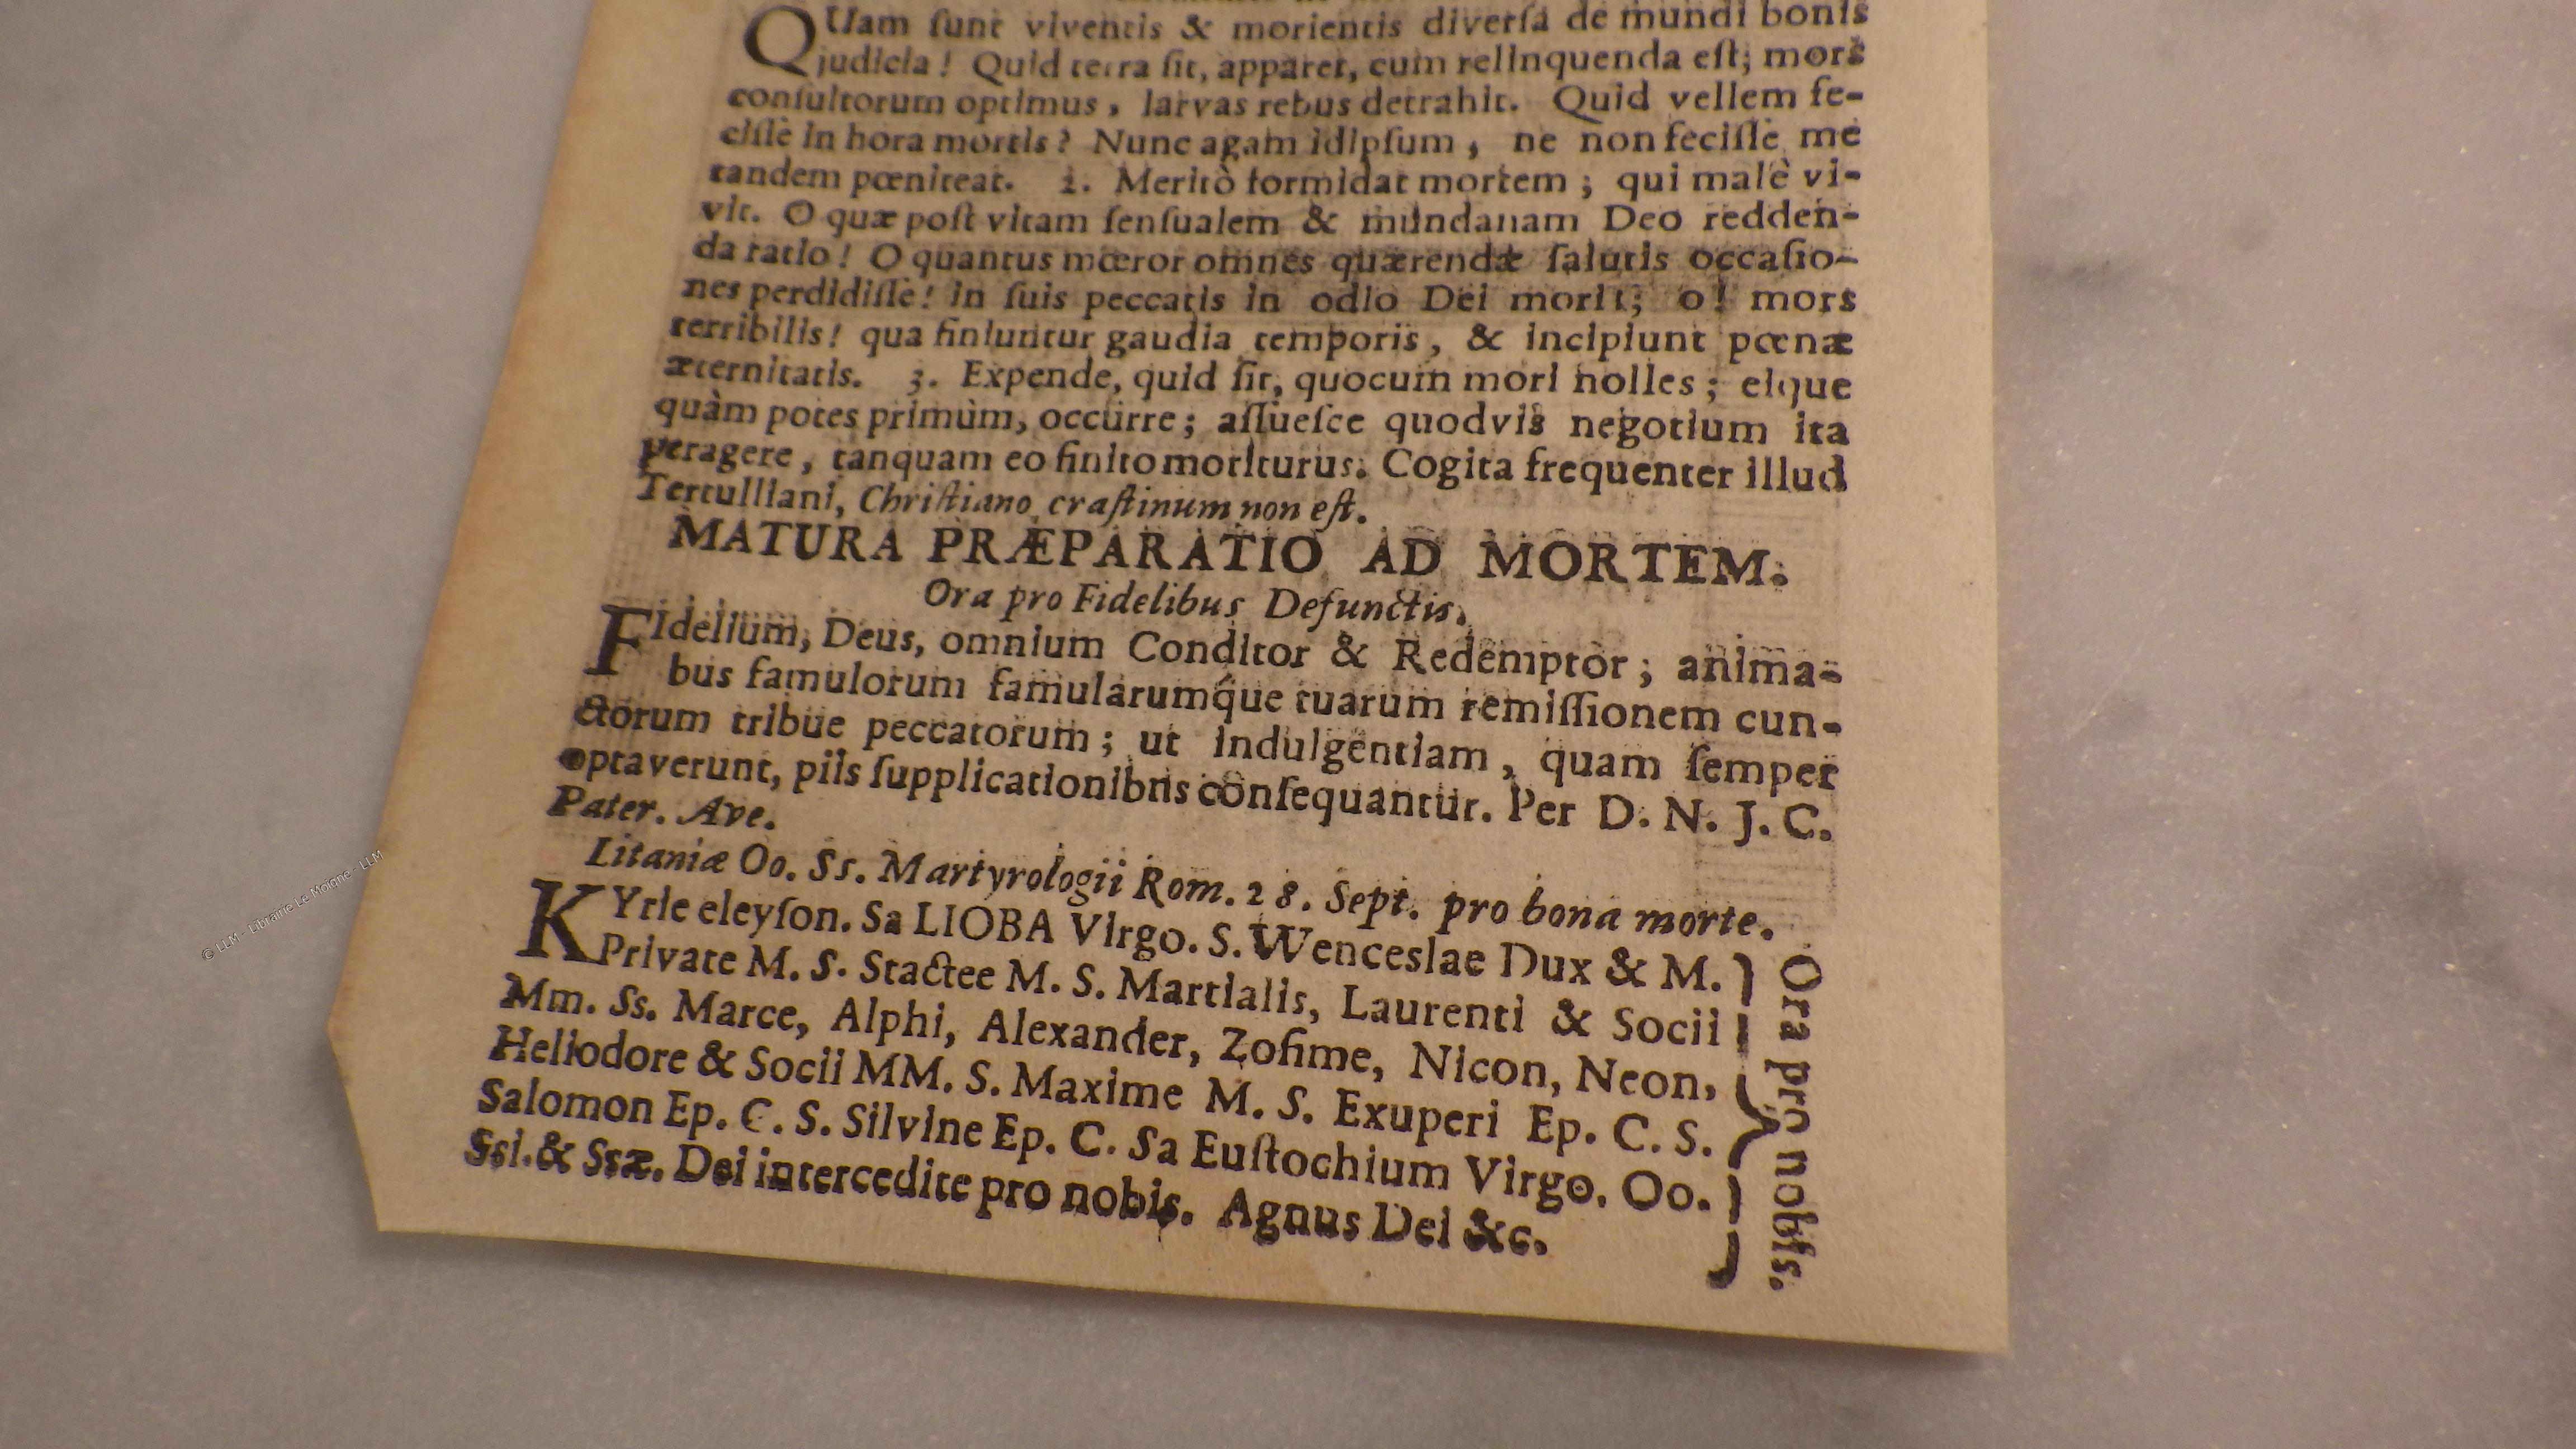 QUam ſunt viventis & morientis diverſa de mundi bonis
judicia! Quid terra ſit, apparet, cum relinquenda eſt; mors
conſultorum optimus, larvas rebus detrahit. Quid vellem fe-
ciſſe in hora mortis? Nunc agam idipſum, ne non feciſſe me
tandem pœniteat. 2. Meritò formidat mortem; qui malè vi-
vit. O quæ poſt vitam ſenſualem & mundanam Deo redden-
da ratio! O quantus mœror omnes quærendæ ſalutis occaſio-
nes perdidiſſe! in ſuis peccatis in odio Dei mori; o! mors
terribilis! qua finiuntur gaudia temporis, & incipiunt pœnæ
æternitatis. 3. Expende, quid ſit, quocum mori nolles; eique
quàm potes primùm, occurre; aſſueſce quodvis negotium ita
peragere, tanquam eo finito moriturus. Cogita frequenter illud
Tertulliani, Chriſtiano craſtinum non eſt.
MATURA PRÆPARATIO AD MORTEM.
Ora pro Fidelibus Defunctis.
FIdelium, Deus, omnium Conditor & Redemptor; anima-
bus famulorum famularumq́ue tuarum remiſſionem cun-
ctorum tribue peccatorum; ut indulgentiam, quam ſemper
optaverunt, piis ſupplicationibus conſequantur. Per D. N. J. C.
Pater. Ave.
Litaniæ Oo. Ss. Martyrologii Rom. 28. Sept. pro bona morte.
KYrie eleyſon. Sa LIOBA Virgo. S. Wenceslae Dux & M.
Private M. S. Stactee M. S. Martialis, Laurenti & Socii
Mm. Ss. Marce, Alphi, Alexander, Zoſime, Nicon, Neon,
Heliodore & Socii MM. S. Maxime M. S. Exuperi Ep. C. S.
Salomon Ep. C. S. Silvine Ep. C. Sa Euſtochium Virgo. Oo.
Ssi. & Ssæ. Dei intercedite pro nobis. Agnus Dei &c.
Ora pro nobis.
© LLM - Librairie Le Moigne - LLM